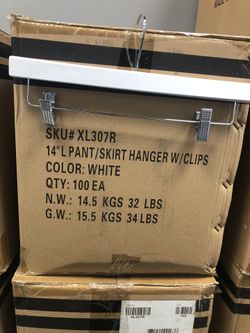 SKU# XL307R
14"L PANT/SKIRT HANGER W/CLIPS
COLOR: WHITE
QTY: 100 EA
N.W.: 14.5 KGS 32 LBS
G.W.: 15.5 KGS 34 LBS
XL307R